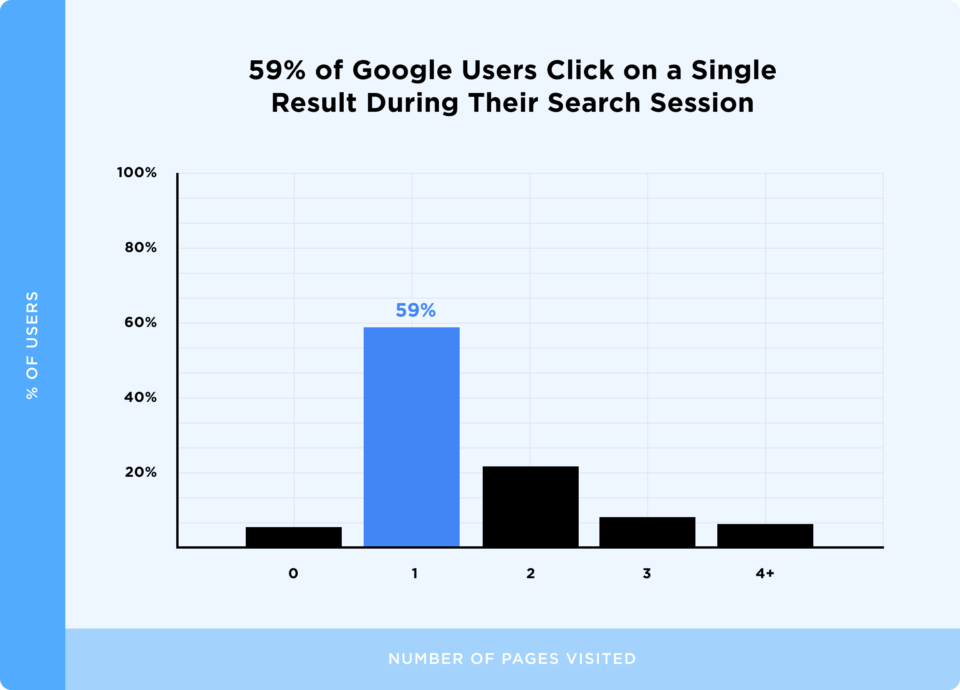 59% of Google Users Click on a Single
Result During Their Search Session
% OF USERS
100%
80%
60%
40%
20%
59%
0 1 2 3 4+
NUMBER OF PAGES VISITED